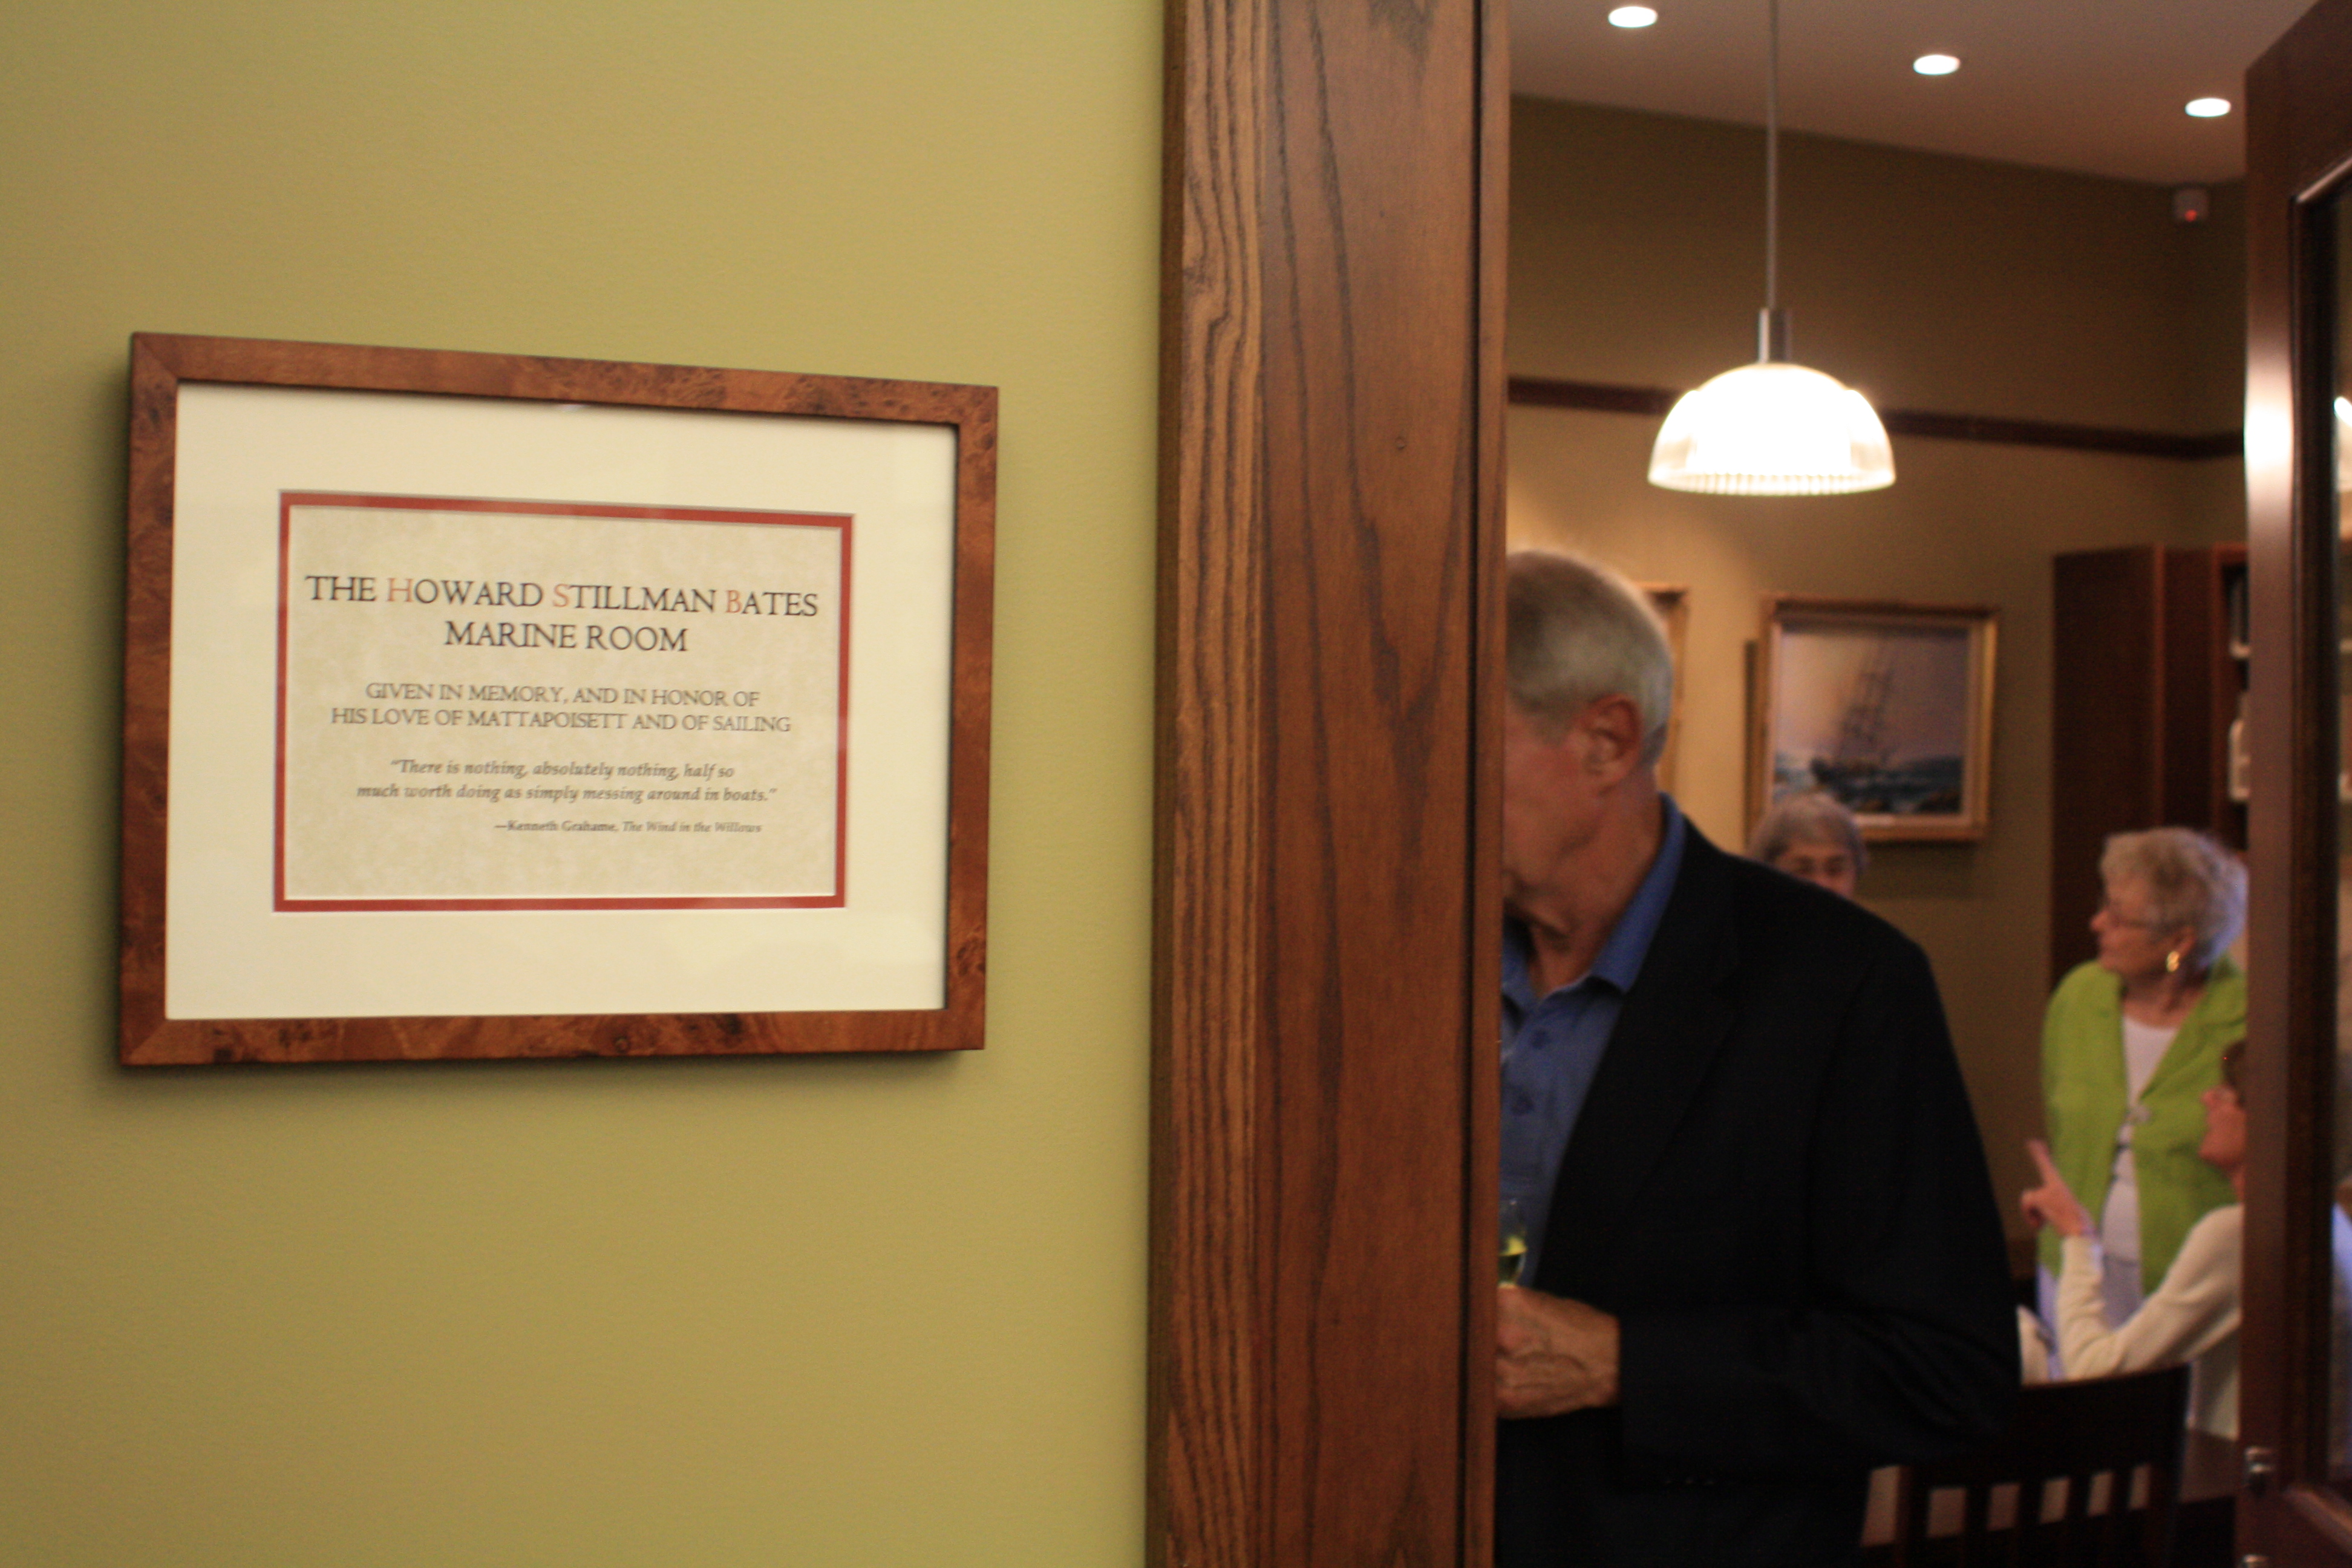 THE HOWARD STILLMAN BATES
MARINE ROOM
GIVEN IN MEMORY, AND IN HONOR OF
HIS LOVE OF MATTAPOISETT AND OF SAILING
"There is nothing, absolutely nothing, half so
much worth doing as simply messing around in boats."
—Kenneth Grahame, The Wind in the Willows